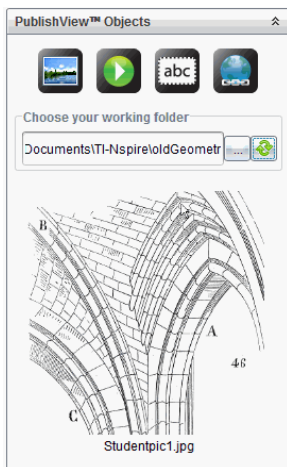 PublishView™ Objects
abc
Choose your working folder
Documents\TI-Nspire\oldGeometr
...
B
A
46
C
Studentpic1.jpg